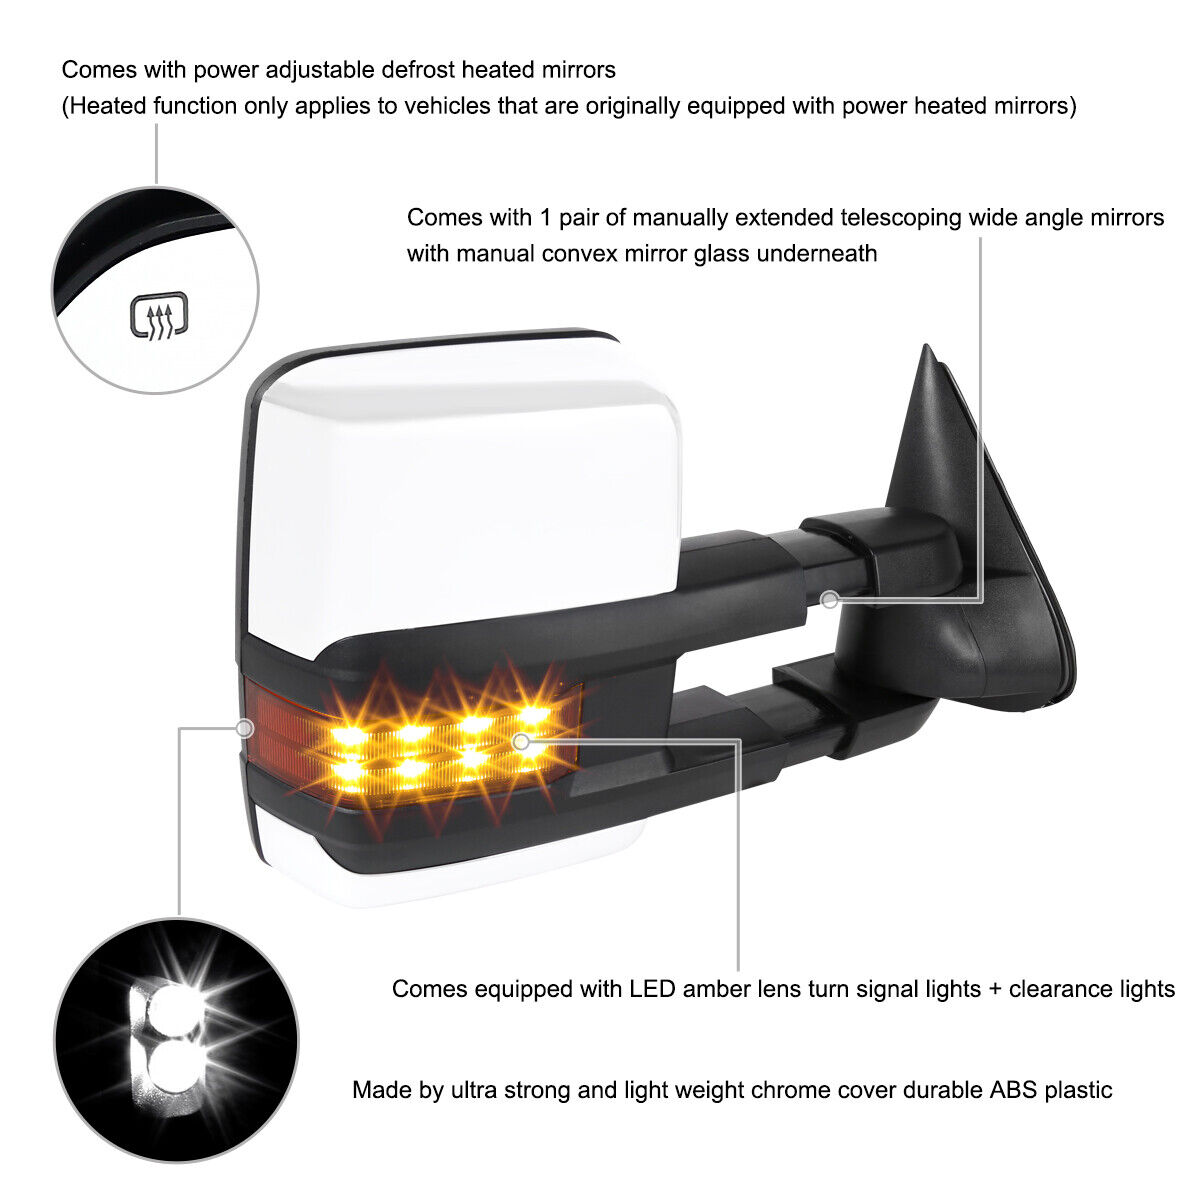 Comes with power adjustable defrost heated mirrors
(Heated function only applies to vehicles that are originally equipped with power heated mirrors)
Comes with 1 pair of manually extended telescoping wide angle mirrors
with manual convex mirror glass underneath
Comes equipped with LED amber lens turn signal lights + clearance lights
Made by ultra strong and light weight chrome cover durable ABS plastic